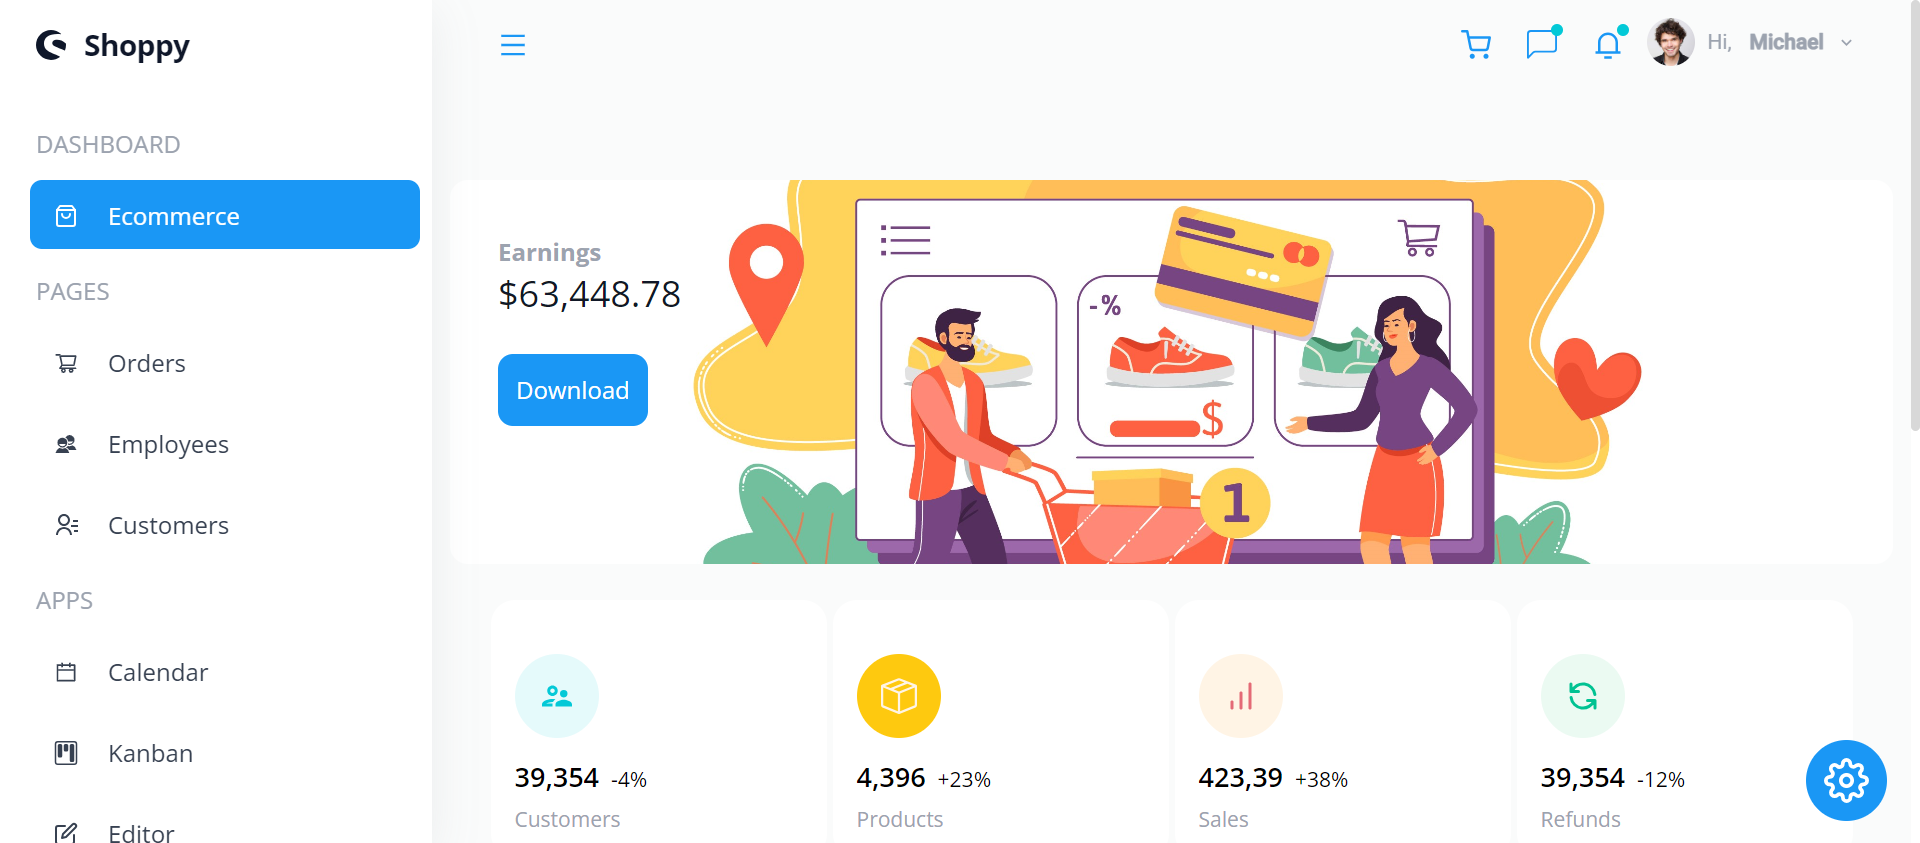 Shoppy
Hi, Michael
DASHBOARD
Ecommerce
PAGES
Orders
Employees
Customers
APPS
Calendar
Kanban
Editor
Earnings
$63,448.78
Download
-%
$
1
39,354 -4%
Customers
4,396 +23%
Products
423,39 +38%
Sales
39,354 -12%
Refunds